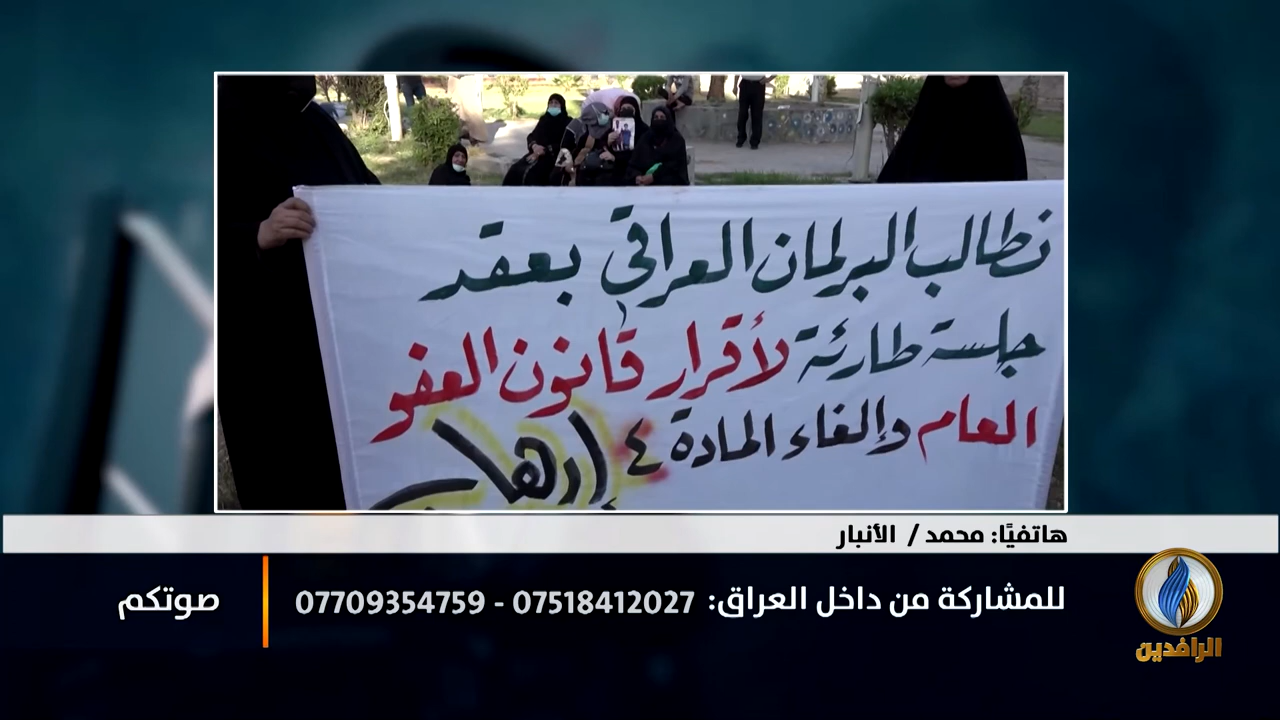 نطالب البرلمان العراقي بعقد
جلسة طارئة لأقرار قانون العفو
العام وإلغاء المادة ٤ إرهاب
هاتفيًا: محمد / الأنبار
للمشاركة من داخل العراق: 07518412027 - 07709354759
صوتكم
الرافدين